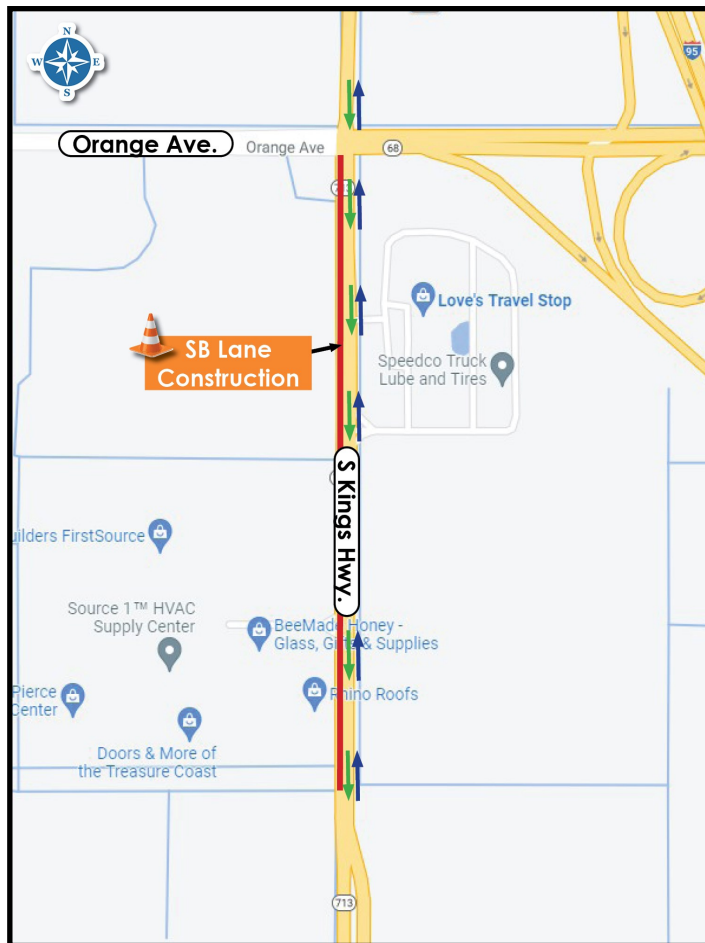 N
W E
S
95
Orange Ave.
Orange Ave
68
Love's Travel Stop
SB Lane
Construction
Speedco Truck
Lube and Tires
S Kings Hwy.
uilders FirstSource
Source 1™ HVAC
Supply Center
BeeMade Honey -
Glass, Gifts & Supplies
Pierce
Center
Rhino Roofs
Doors & More of
the Treasure Coast
713